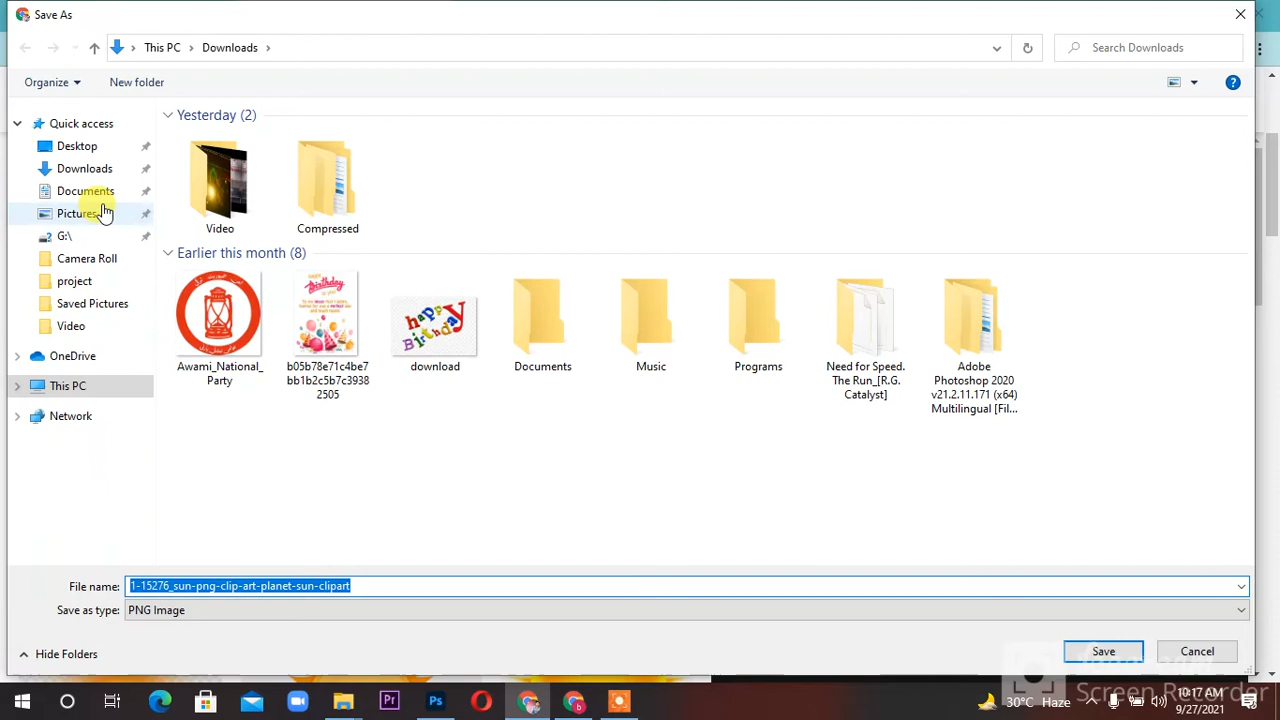 Save As
This PC > Downloads >
Search Downloads
Organize
New folder
?
Quick access
Desktop
Downloads
Documents
Pictures
G:\
Camera Roll
project
Saved Pictures
Video
OneDrive
This PC
Network
Yesterday (2)
Video
Compressed
Earlier this month (8)
Awami_National_
Party
b05b78e71c4be7
bb1b2c5b7c3938
2505
download
Documents
Music
Programs
Need for Speed.
The Run_[R.G.
Catalyst]
Adobe
Photoshop 2020
v21.2.11.171 (x64)
Multilingual [Fil...
happy
Birthday
File name:
1-15276_sun-png-clip-art-planet-sun-clipart
Save as type:
PNG Image
Hide Folders
Save
Cancel
Screen Recorder
Pr
Ps
30°C Haze
10:17 AM
9/27/2021